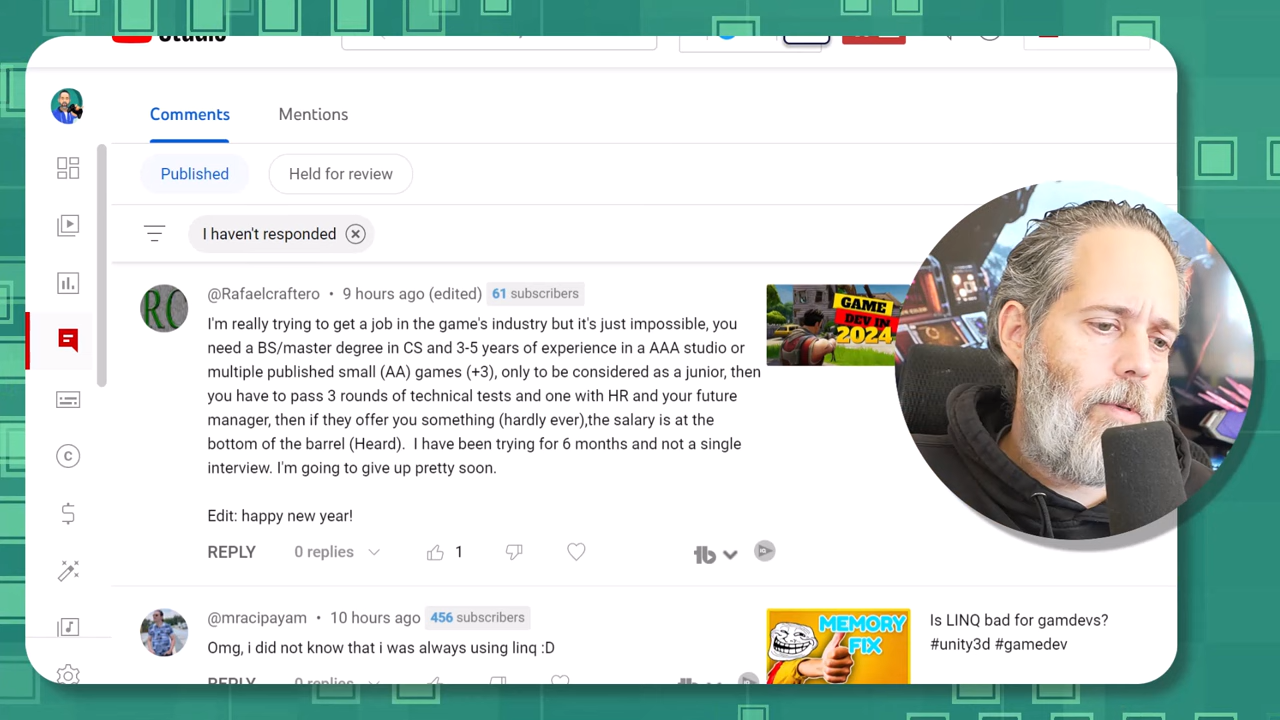 Studio
Comments
Mentions
Published
Held for review
I haven't responded
@Rafaelcraftero • 9 hours ago (edited) 61 subscribers
I'm really trying to get a job in the game's industry but it's just impossible, you
need a BS/master degree in CS and 3-5 years of experience in a AAA studio or
multiple published small (AA) games (+3), only to be considered as a junior, then
you have to pass 3 rounds of technical tests and one with HR and your future
manager, then if they offer you something (hardly ever),the salary is at the
bottom of the barrel (Heard). I have been trying for 6 months and not a single
interview. I'm going to give up pretty soon.
Edit: happy new year!
REPLY 0 replies 1
GAME
DEV IN
2024
@mracipayam • 10 hours ago 456 subscribers
Omg, i did not know that i was always using linq :D
REPLY 0 replies
MEMORY
FIX
Is LINQ bad for gamdevs?
#unity3d #gamedev